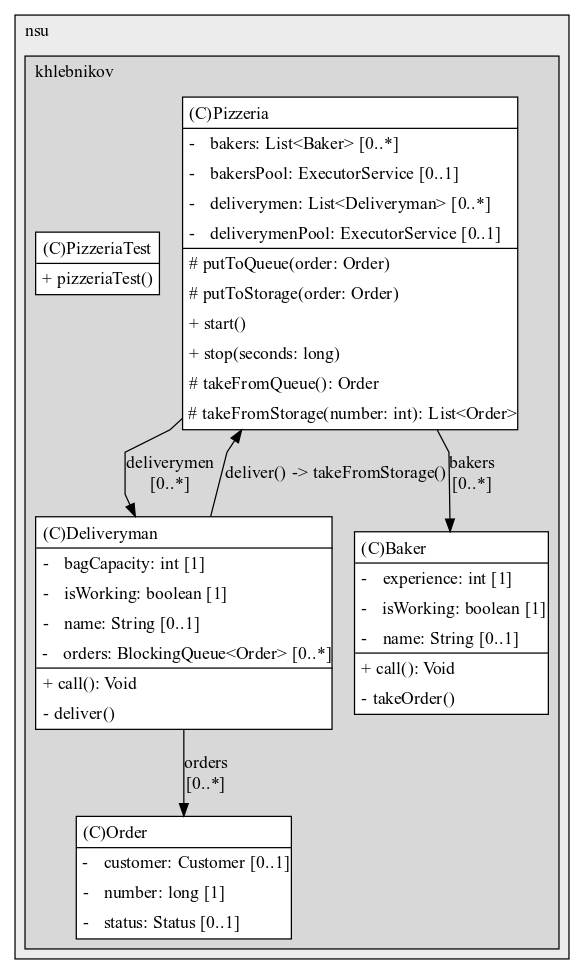 nsu
khlebnikov
(C)Pizzeria
- bakers: List<Baker> [0..*]
- bakersPool: ExecutorService [0..1]
- deliverymen: List<Deliveryman> [0..*]
- deliverymenPool: ExecutorService [0..1]
# putToQueue(order: Order)
# putToStorage(order: Order)
+ start()
+ stop(seconds: long)
# takeFromQueue(): Order
# takeFromStorage(number: int): List<Order>
(C)PizzeriaTest
+ pizzeriaTest()
deliverymen
[0..*]
deliver() -> takeFromStorage()
bakers
[0..*]
(C)Deliveryman
- bagCapacity: int [1]
- isWorking: boolean [1]
- name: String [0..1]
- orders: BlockingQueue<Order> [0..*]
+ call(): Void
- deliver()
(C)Baker
- experience: int [1]
- isWorking: boolean [1]
- name: String [0..1]
+ call(): Void
- takeOrder()
orders
[0..*]
(C)Order
- customer: Customer [0..1]
- number: long [1]
- status: Status [0..1]